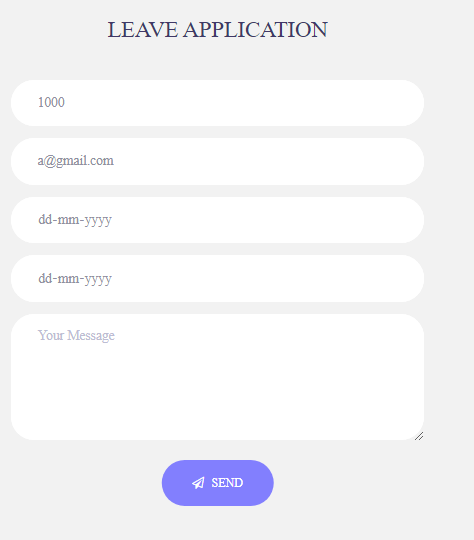 LEAVE APPLICATION
1000
a@gmail.com
dd-mm-yyyy
dd-mm-yyyy
Your Message
SEND